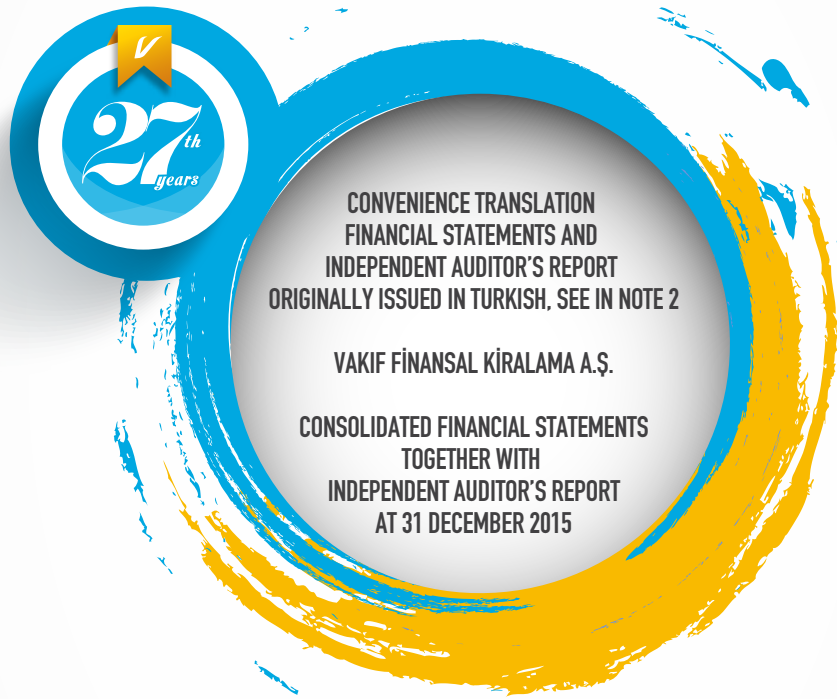 V
27th
years
CONVENIENCE TRANSLATION
FINANCIAL STATEMENTS AND
INDEPENDENT AUDITOR'S REPORT
ORIGINALLY ISSUED IN TURKISH, SEE IN NOTE 2
VAKIF FİNANSAL KİRALAMA A.Ş.
CONSOLIDATED FINANCIAL STATEMENTS
TOGETHER WITH
INDEPENDENT AUDITOR'S REPORT
AT 31 DECEMBER 2015